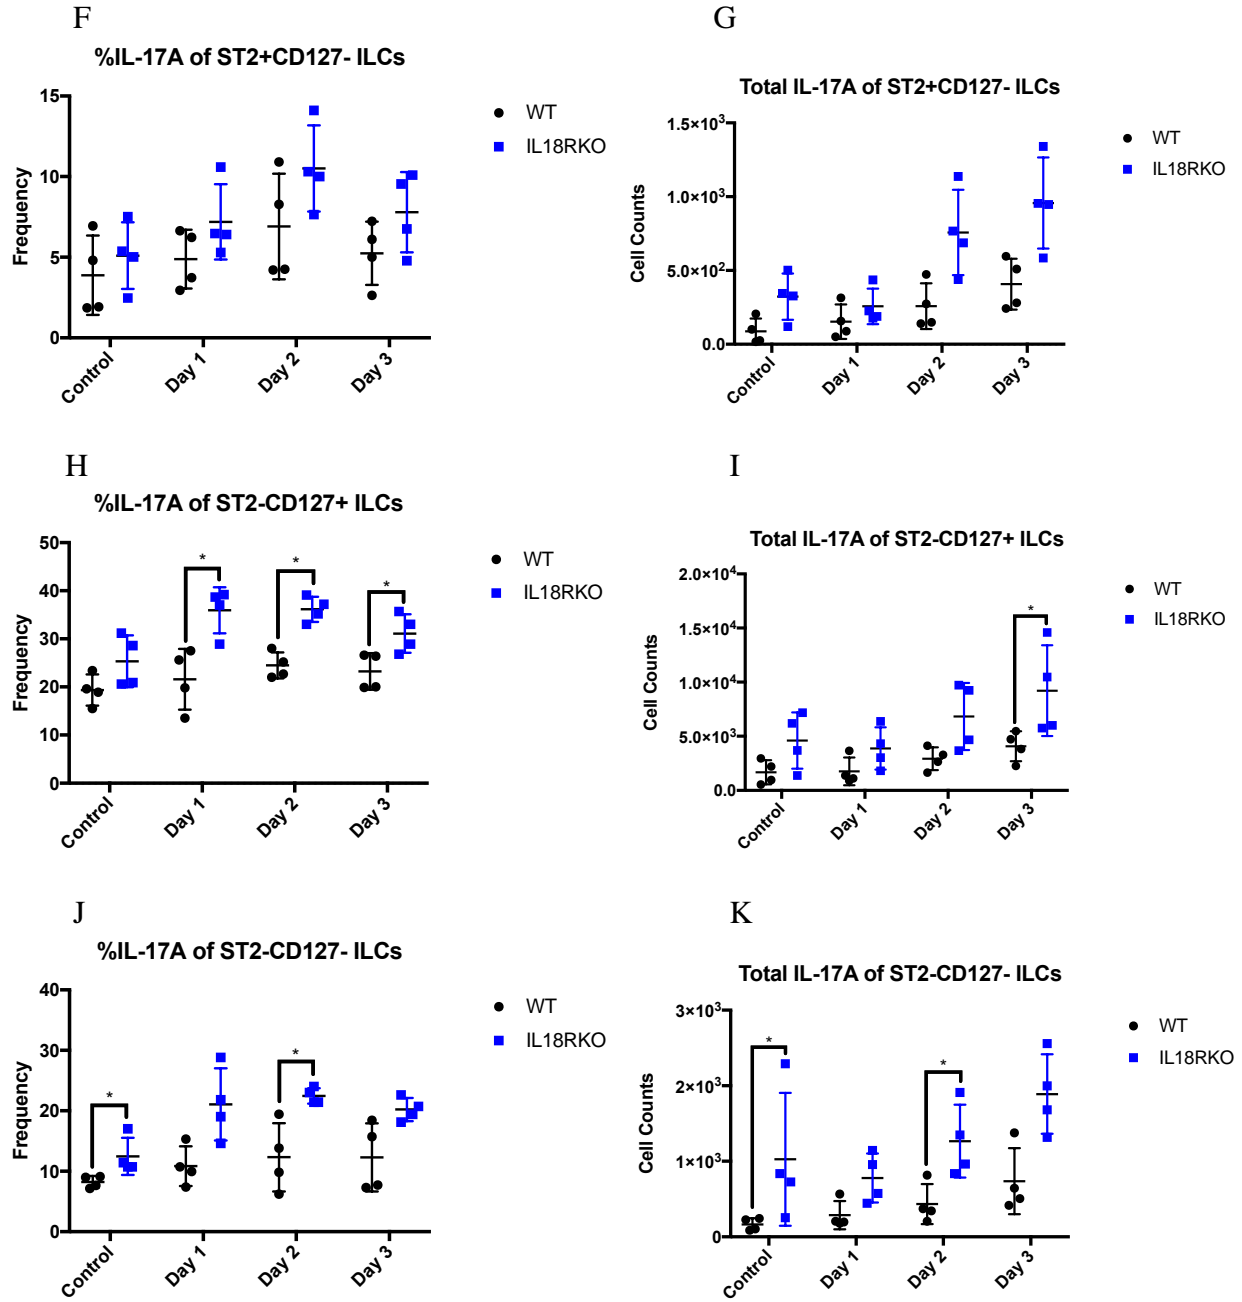 F
%IL-17A of ST2+CD127- ILCs
15
10
5
0
Frequency
Control
Day 1
Day 2
Day 3
WT
IL18RKO
G
Total IL-17A of ST2+CD127- ILCs
1.5×10³
1.0×10³
5.0×10²
0.0
Cell Counts
Control
Day 1
Day 2
Day 3
WT
IL18RKO
H
%IL-17A of ST2-CD127+ ILCs
50
40
30
20
10
0
Frequency
*
*
*
Control
Day 1
Day 2
Day 3
WT
IL18RKO
I
Total IL-17A of ST2-CD127+ ILCs
2.0×10⁴
1.5×10⁴
1.0×10⁴
5.0×10³
0.0
Cell Counts
*
Control
Day 1
Day 2
Day 3
WT
IL18RKO
J
%IL-17A of ST2-CD127- ILCs
40
30
20
10
0
Frequency
*
*
Control
Day 1
Day 2
Day 3
WT
IL18RKO
K
Total IL-17A of ST2-CD127- ILCs
3×10³
2×10³
1×10³
0
Cell Counts
*
*
Control
Day 1
Day 2
Day 3
WT
IL18RKO